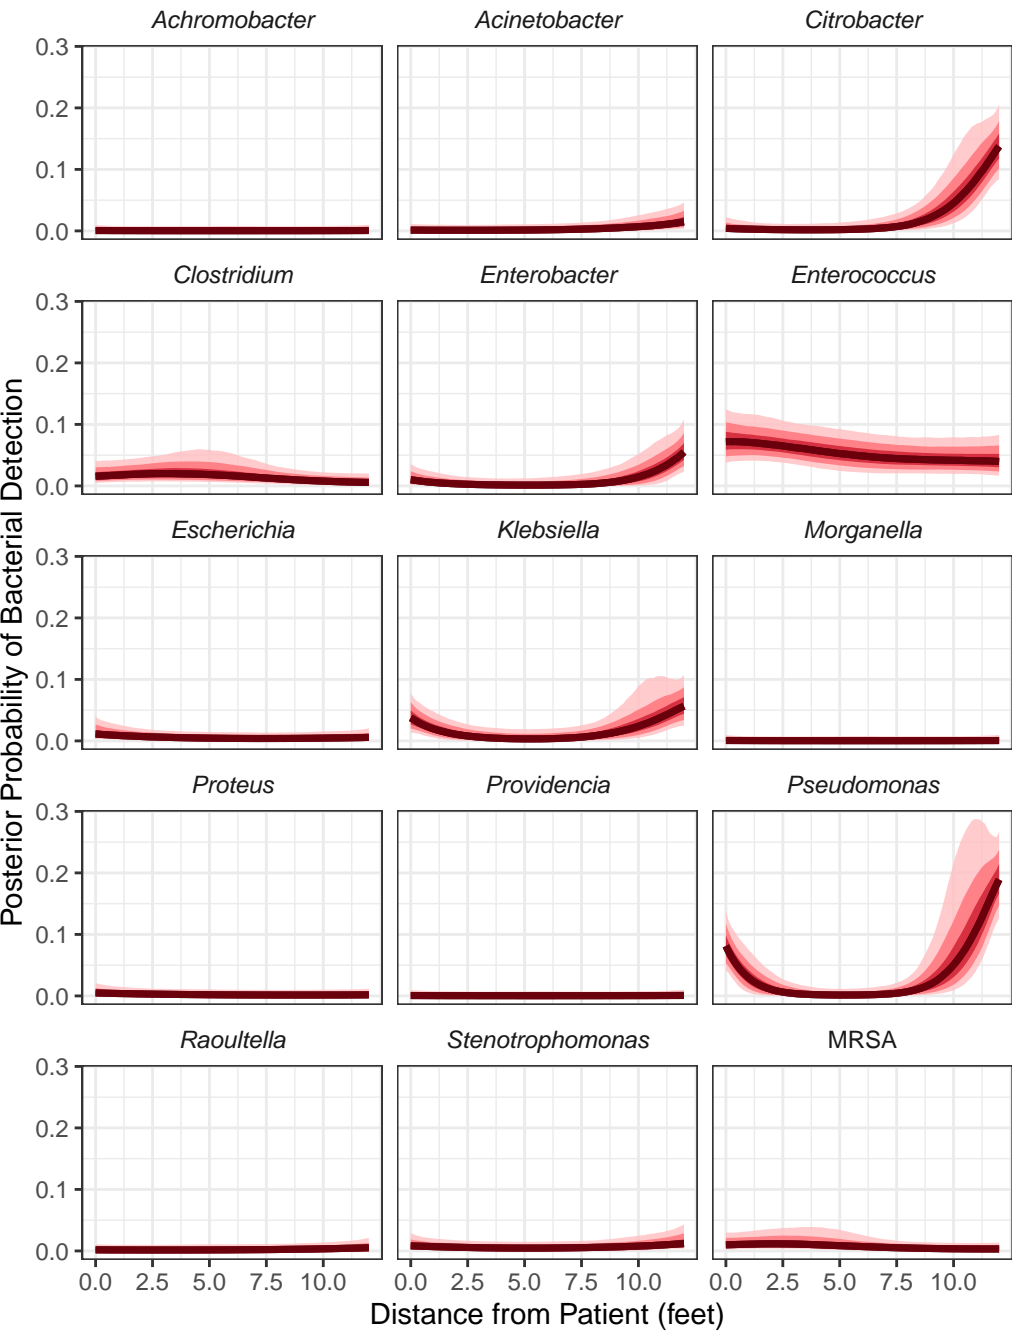 Achromobacter Acinetobacter Citrobacter
0.3
0.2
0.1
0.0
Clostridium Enterobacter Enterococcus
0.3
0.2
0.1
0.0
Escherichia Klebsiella Morganella
0.3
0.2
0.1
0.0
Proteus Providencia Pseudomonas
0.3
0.2
0.1
0.0
Raoultella Stenotrophomonas MRSA
0.3
0.2
0.1
0.0
0.0 2.5 5.0 7.5 10.0 0.0 2.5 5.0 7.5 10.0 0.0 2.5 5.0 7.5 10.0
Distance from Patient (feet)
Posterior Probability of Bacterial Detection